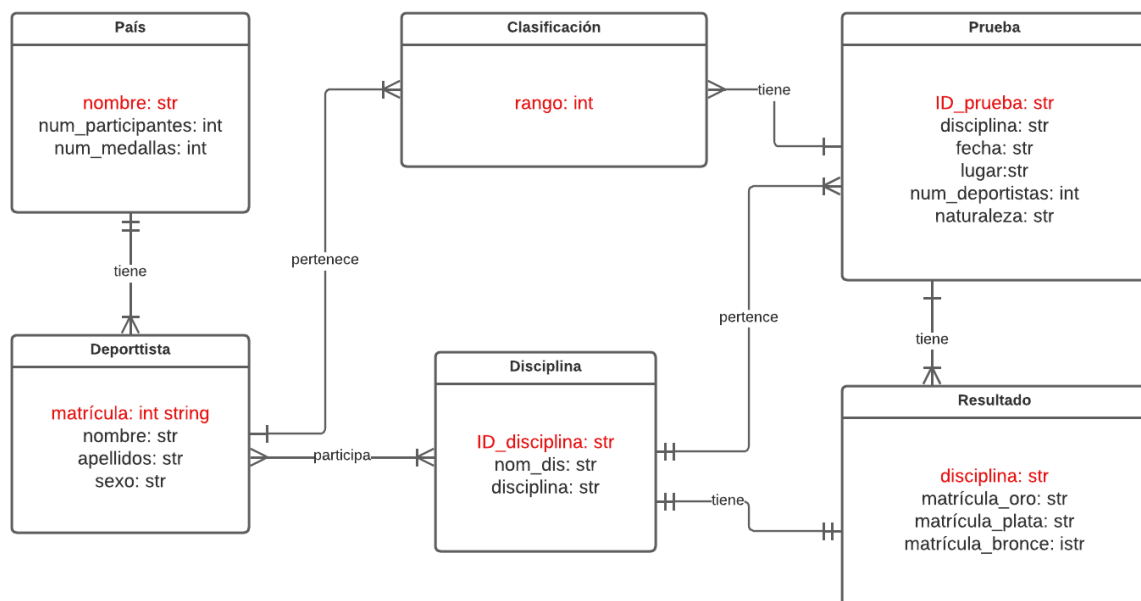 País
nombre: str
num_participantes: int
num_medallas: int
Clasificación
rango: int
Prueba
ID_prueba: str
disciplina: str
fecha: str
lugar:str
num_deportistas: int
naturaleza: str
tiene
pertenece
tiene
pertence
tiene
Deporttista
matrícula: int string
nombre: str
apellidos: str
sexo: str
participa
Disciplina
ID_disciplina: str
nom_dis: str
disciplina: str
tiene
Resultado
disciplina: str
matrícula_oro: str
matrícula_plata: str
matrícula_bronce: istr